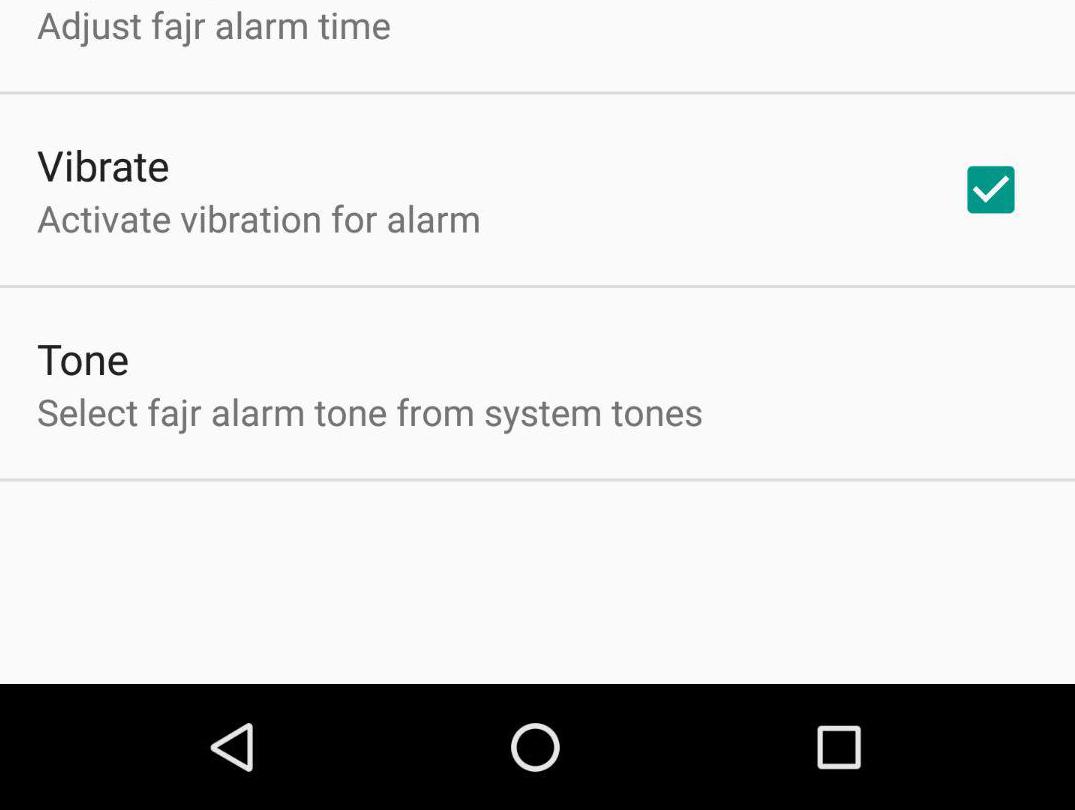 Adjust fajr alarm time
Vibrate
Activate vibration for alarm
Tone
Select fajr alarm tone from system tones